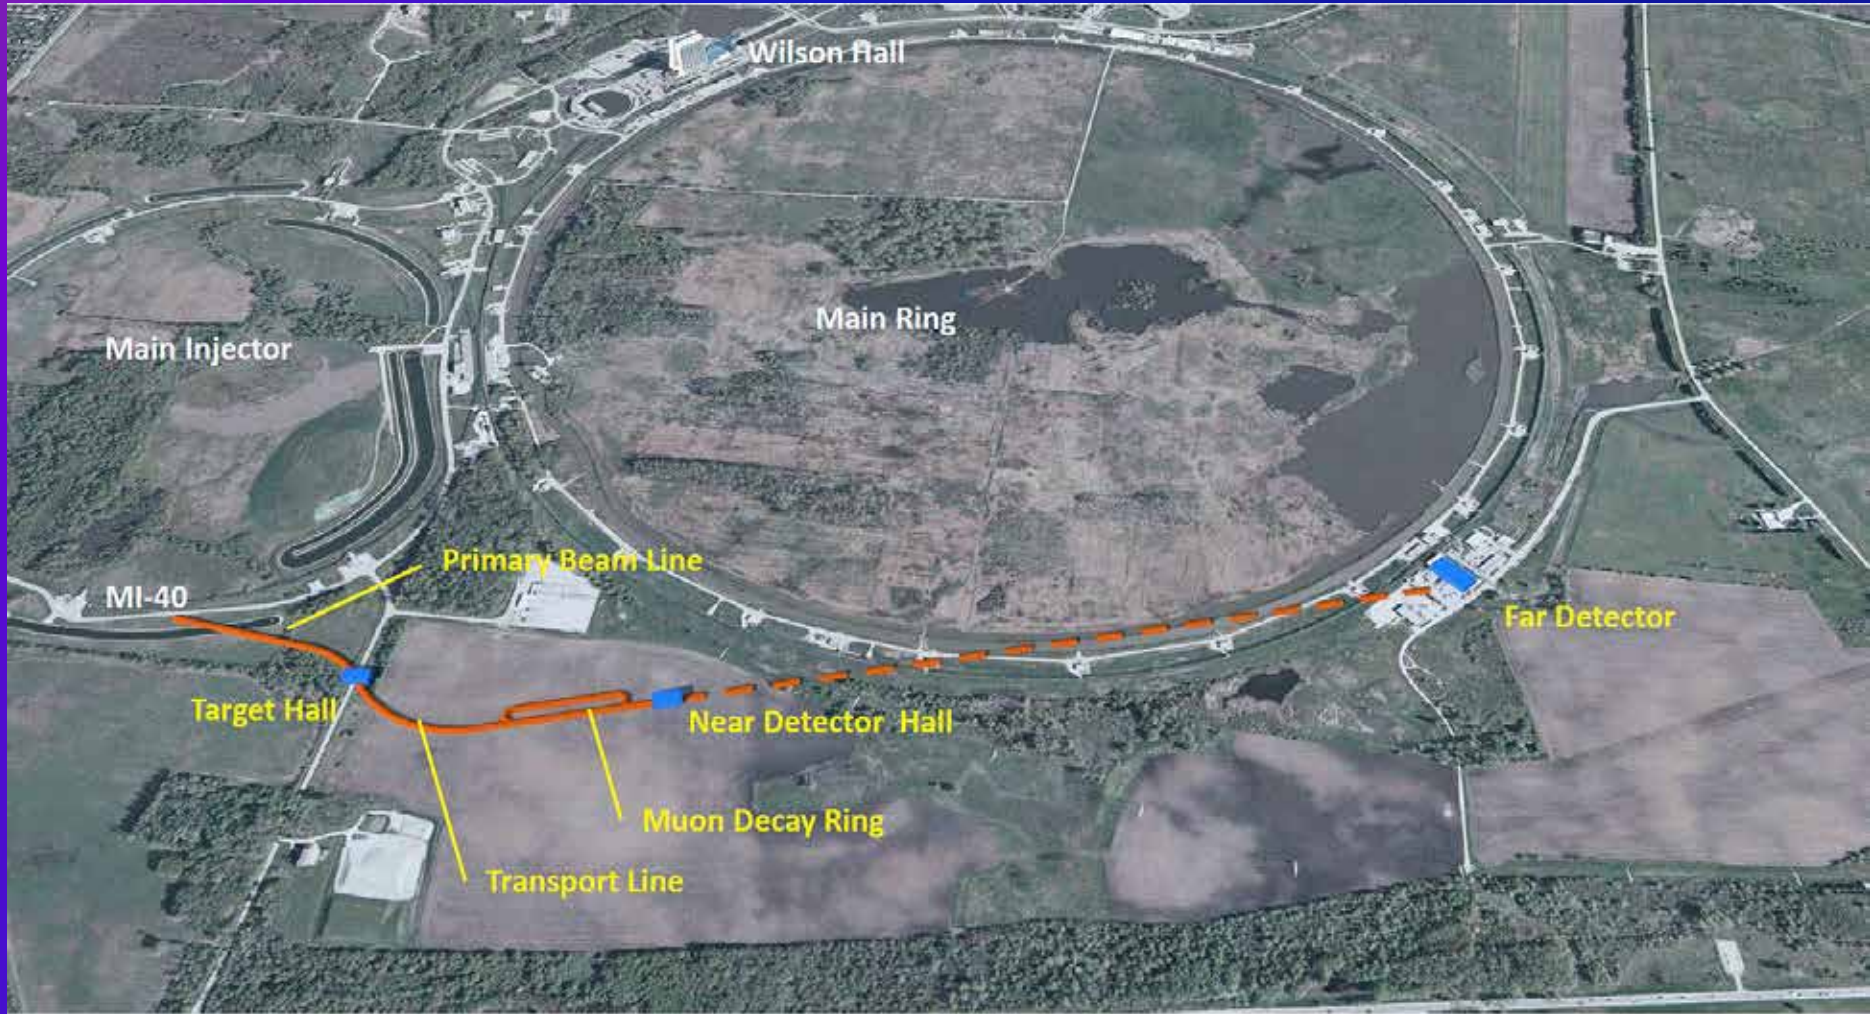 Wilson Hall
Main Ring
Main Injector
Primary Beam Line
MI-40
Far Detector
Target Hall
Near Detector Hall
Muon Decay Ring
Transport Line